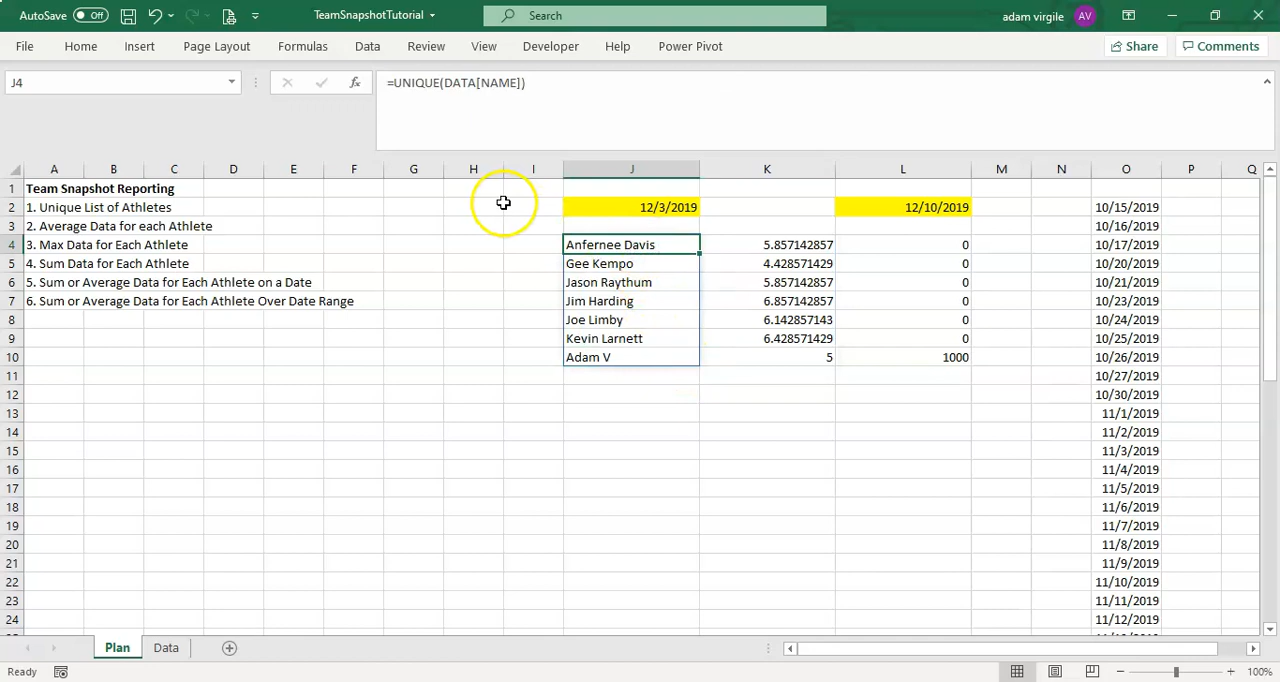 AutoSave Off TeamSnapshotTutorial Search adam virgile AV
File Home Insert Page Layout Formulas Data Review View Developer Help Power Pivot Share Comments
J4 fx =UNIQUE(DATA[NAME])
A B C D E F G H I J K L M N O P Q
1 Team Snapshot Reporting
2 1. Unique List of Athletes 12/3/2019 12/10/2019 10/15/2019
3 2. Average Data for each Athlete 10/16/2019
4 3. Max Data for Each Athlete Anfernee Davis 5.857142857 0 10/17/2019
5 4. Sum Data for Each Athlete Gee Kempo 4.428571429 0 10/20/2019
6 5. Sum or Average Data for Each Athlete on a Date Jason Raythum 5.857142857 0 10/21/2019
7 6. Sum or Average Data for Each Athlete Over Date Range Jim Harding 6.857142857 0 10/23/2019
8 Joe Limby 6.142857143 0 10/24/2019
9 Kevin Larnett 6.428571429 0 10/25/2019
10 Adam V 5 1000 10/26/2019
11 10/27/2019
12 10/30/2019
13 11/1/2019
14 11/2/2019
15 11/3/2019
16 11/4/2019
17 11/5/2019
18 11/6/2019
19 11/7/2019
20 11/8/2019
21 11/9/2019
22 11/10/2019
23 11/11/2019
24 11/12/2019
Plan Data
Ready 100%